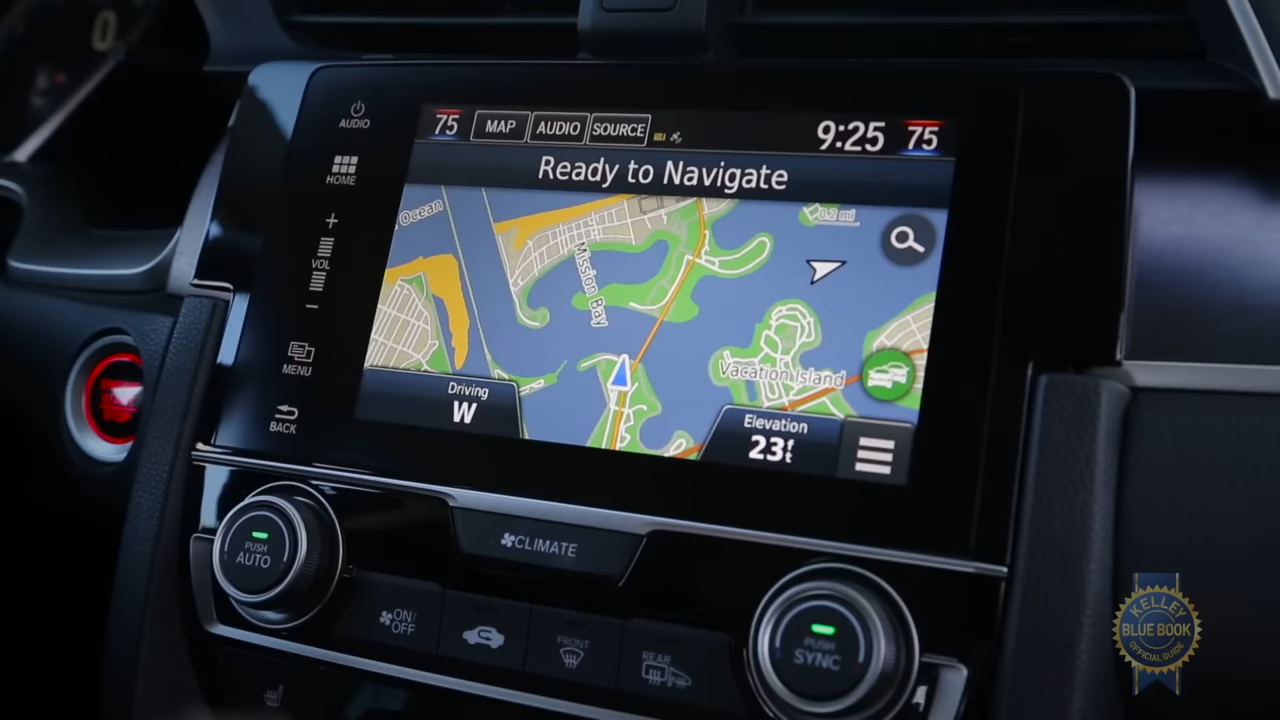 0
AUDIO
HOME
+
VOL
−
MENU
BACK
75 MAP AUDIO SOURCE 9:25 75
Ready to Navigate
Ocean
0.2 mi
Mission Bay
Vacation Island
Driving
W
Elevation
23 ft
PUSH
AUTO
CLIMATE
ON/
OFF
FRONT
REAR
PUSH
SYNC
KELLEY
BLUE BOOK
OFFICIAL GUIDE